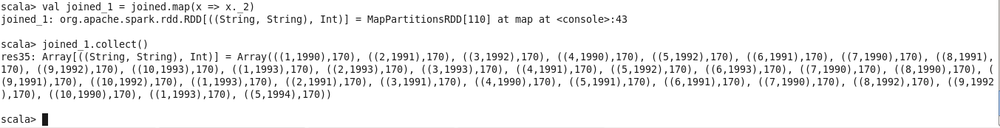 scala> val joined_1 = joined.map(x => x._2)
joined_1: org.apache.spark.rdd.RDD[((String, String), Int)] = MapPartitionsRDD[110] at map at <console>:43
scala> joined_1.collect()
res35: Array[((String, String), Int)] = Array(((1,1990),170), ((2,1991),170), ((3,1992),170), ((4,1990),170), ((5,1992),170), ((6,1991),170), ((7,1990),170), ((8,1991),
170), ((9,1992),170), ((10,1993),170), ((1,1993),170), ((2,1993),170), ((3,1993),170), ((4,1991),170), ((5,1992),170), ((6,1993),170), ((7,1990),170), ((8,1990),170), (
(9,1991),170), ((10,1992),170), ((1,1993),170), ((2,1991),170), ((3,1991),170), ((4,1990),170), ((5,1991),170), ((6,1991),170), ((7,1990),170), ((8,1992),170), ((9,1992
),170), ((10,1990),170), ((1,1993),170), ((5,1994),170))
scala>